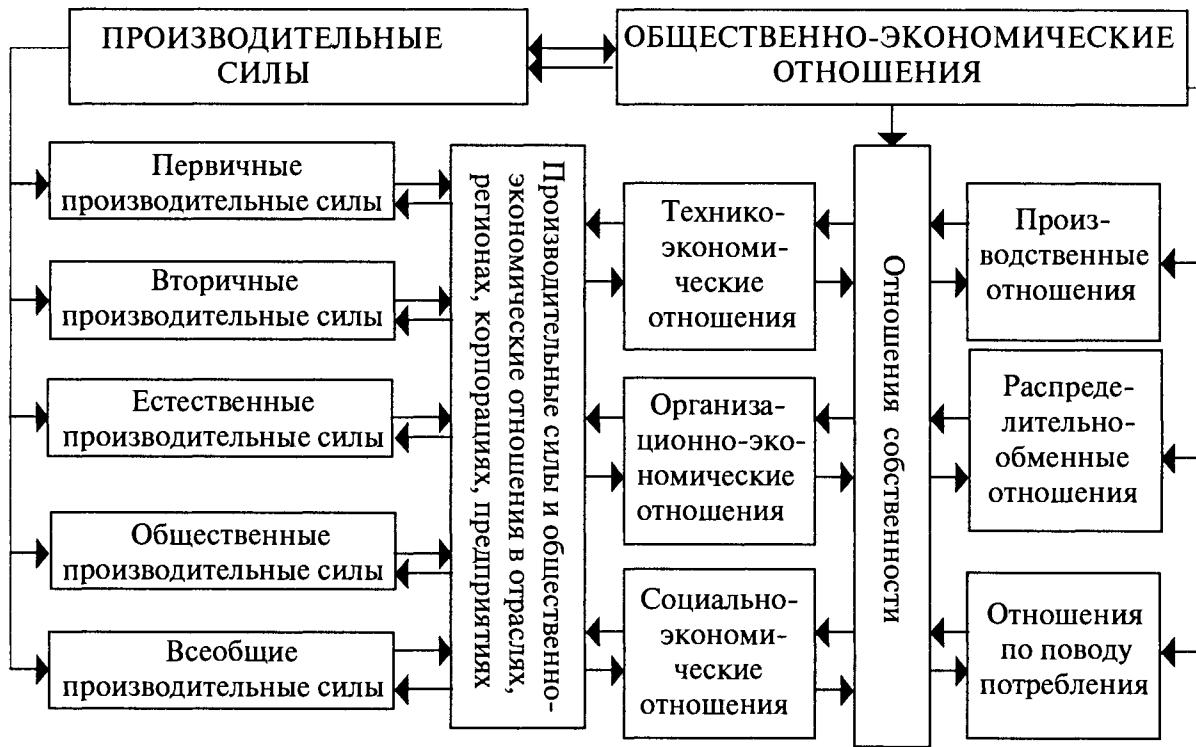 ПРОИЗВОДИТЕЛЬНЫЕ
СИЛЫ
ОБЩЕСТВЕННО-ЭКОНОМИЧЕСКИЕ
ОТНОШЕНИЯ
Первичные
производительные силы
Вторичные
производительные силы
Естественные
производительные силы
Общественные
производительные силы
Всеобщие
производительные силы
Производительные силы и общественно-
экономические отношения в отраслях,
регионах, корпорациях, предприятиях
Технико-
экономи-
ческие
отношения
Организа-
ционно-эко-
номические
отношения
Социально-
экономи-
ческие
отношения
Отношения собственности
Произ-
водственные
отношения
Распреде-
лительно-
обменные
отношения
Отношения
по поводу
потребления